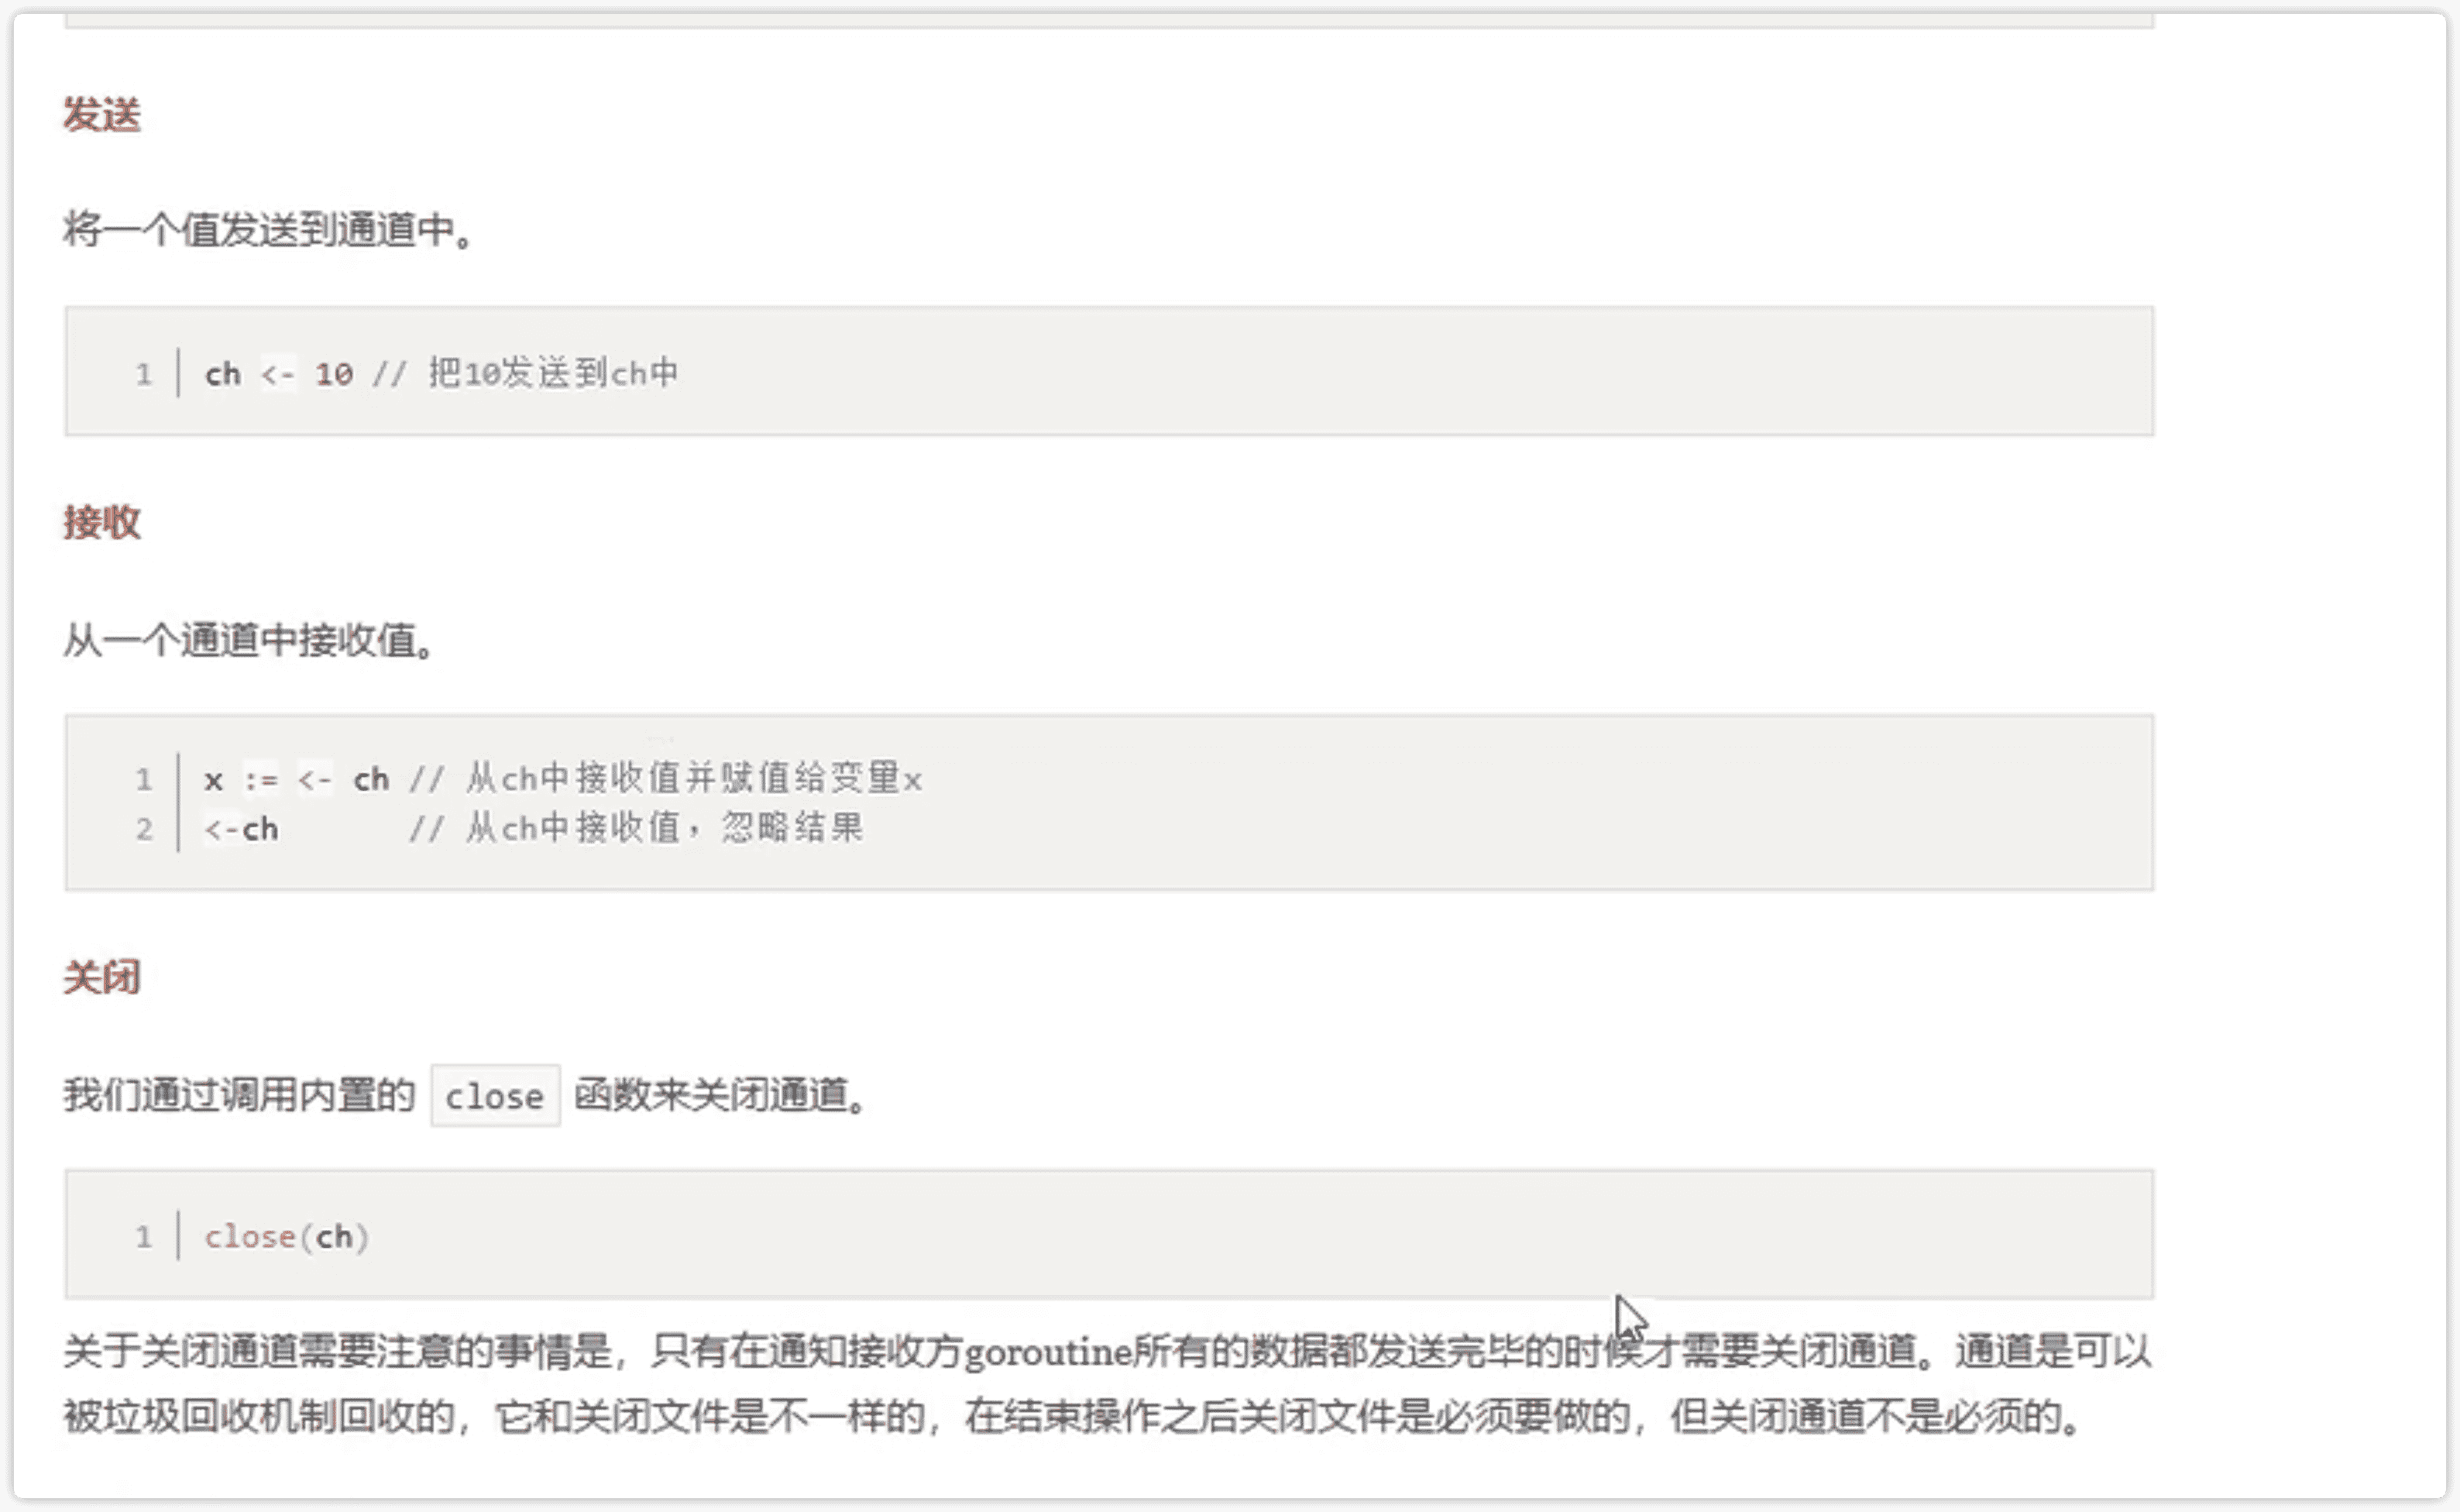 发送
将一个值发送到通道中。
1 ch <- 10 // 把10发送到ch中
接收
从一个通道中接收值。
1 x := <- ch // 从ch中接收值并赋值给变量x
2 <-ch       // 从ch中接收值，忽略结果
关闭
我们通过调用内置的 close 函数来关闭通道。
1 close(ch)
关于关闭通道需要注意的事情是，只有在通知接收方goroutine所有的数据都发送完毕的时候才需要关闭通道。通道是可以
被垃圾回收机制回收的，它和关闭文件是不一样的，在结束操作之后关闭文件是必须要做的，但关闭通道不是必须的。